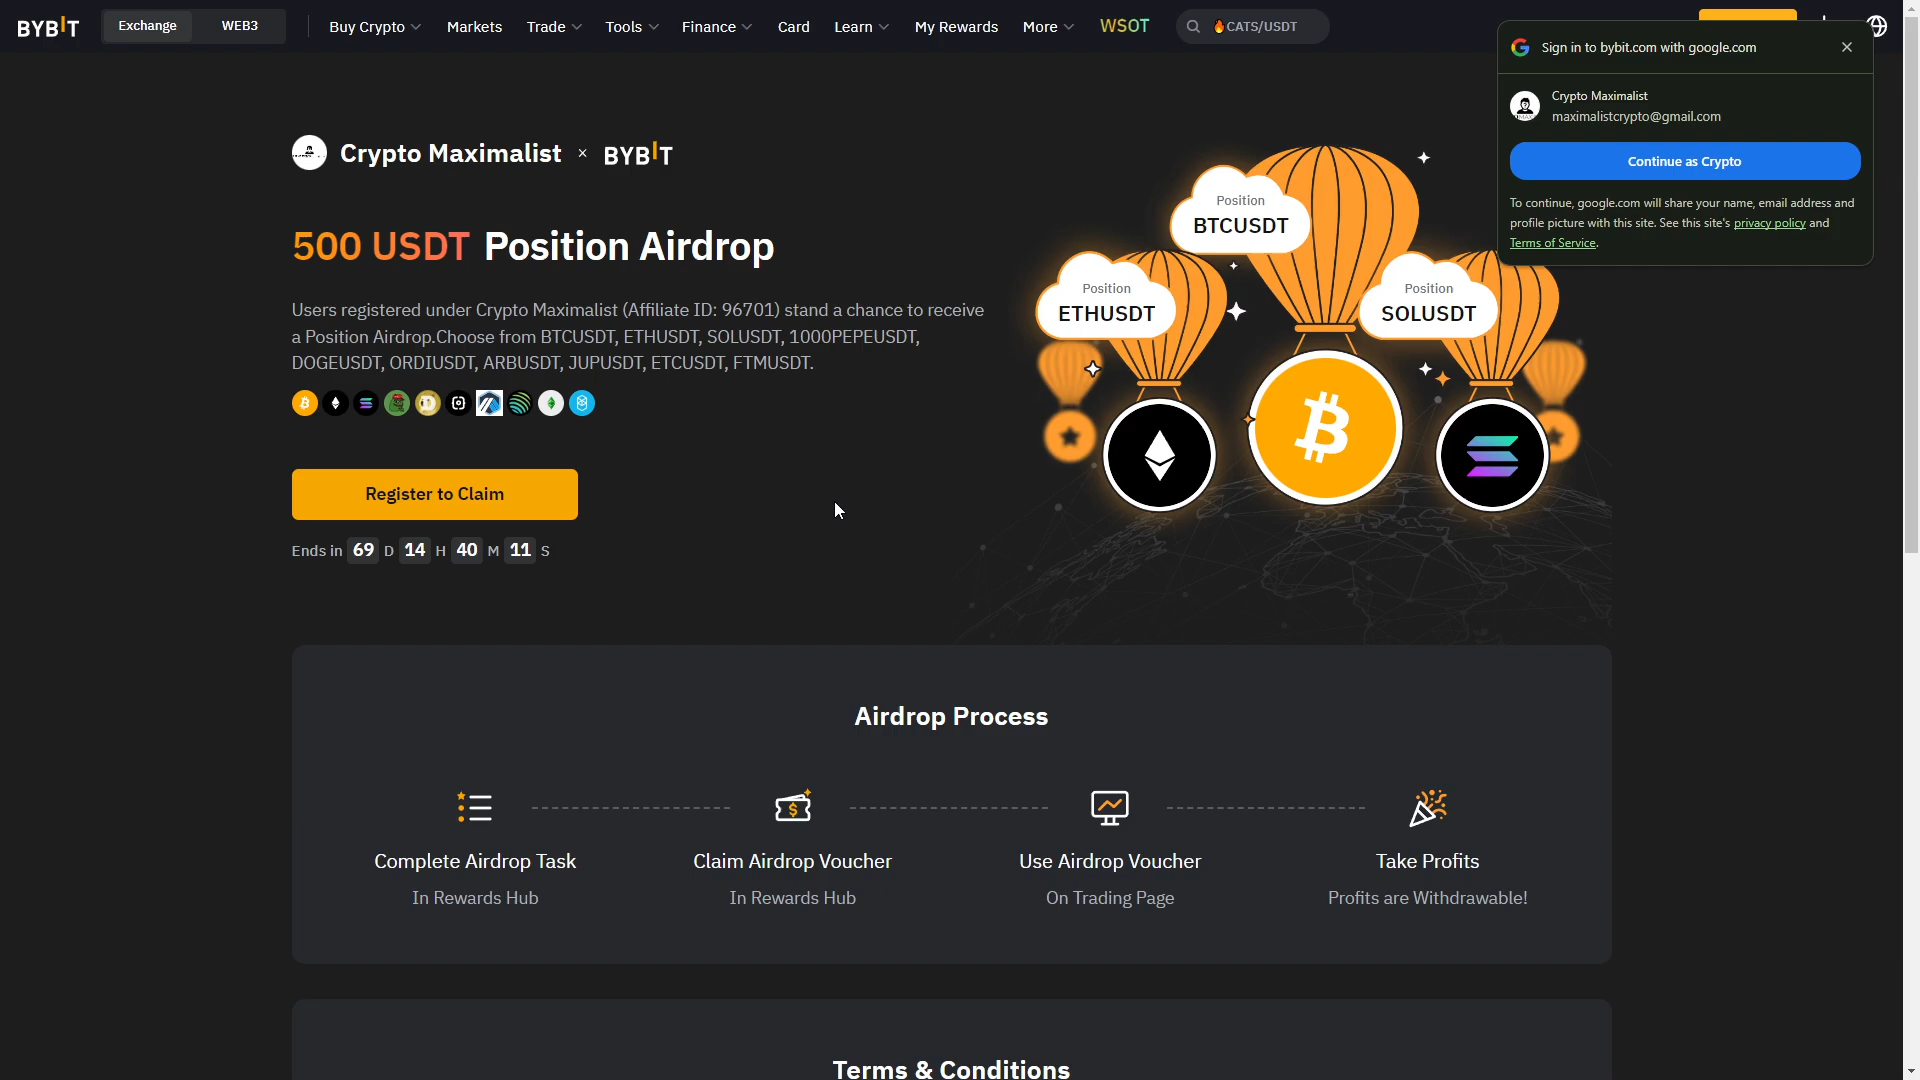 BYBIT
Exchange
WEB3
Buy Crypto
Markets
Trade
Tools
Finance
Card
Learn
My Rewards
More
WSOT
CATS/USDT
Sign in to bybit.com with google.com
Crypto Maximalist
maximalistcrypto@gmail.com
Continue as Crypto
To continue, google.com will share your name, email address and
profile picture with this site. See this site's privacy policy and
Terms of Service.
Crypto Maximalist × BYBIT
500 USDT Position Airdrop
Users registered under Crypto Maximalist (Affiliate ID: 96701) stand a chance to receive
a Position Airdrop.Choose from BTCUSDT, ETHUSDT, SOLUSDT, 1000PEPEUSDT,
DOGEUSDT, ORDIUSDT, ARBUSDT, JUPUSDT, ETCUSDT, FTMUSDT.
Register to Claim
Ends in 69 D 14 H 40 M 11 S
Position
BTCUSDT
Position
ETHUSDT
Position
SOLUSDT
Airdrop Process
Complete Airdrop Task
In Rewards Hub
Claim Airdrop Voucher
In Rewards Hub
Use Airdrop Voucher
On Trading Page
Take Profits
Profits are Withdrawable!
Terms & Conditions